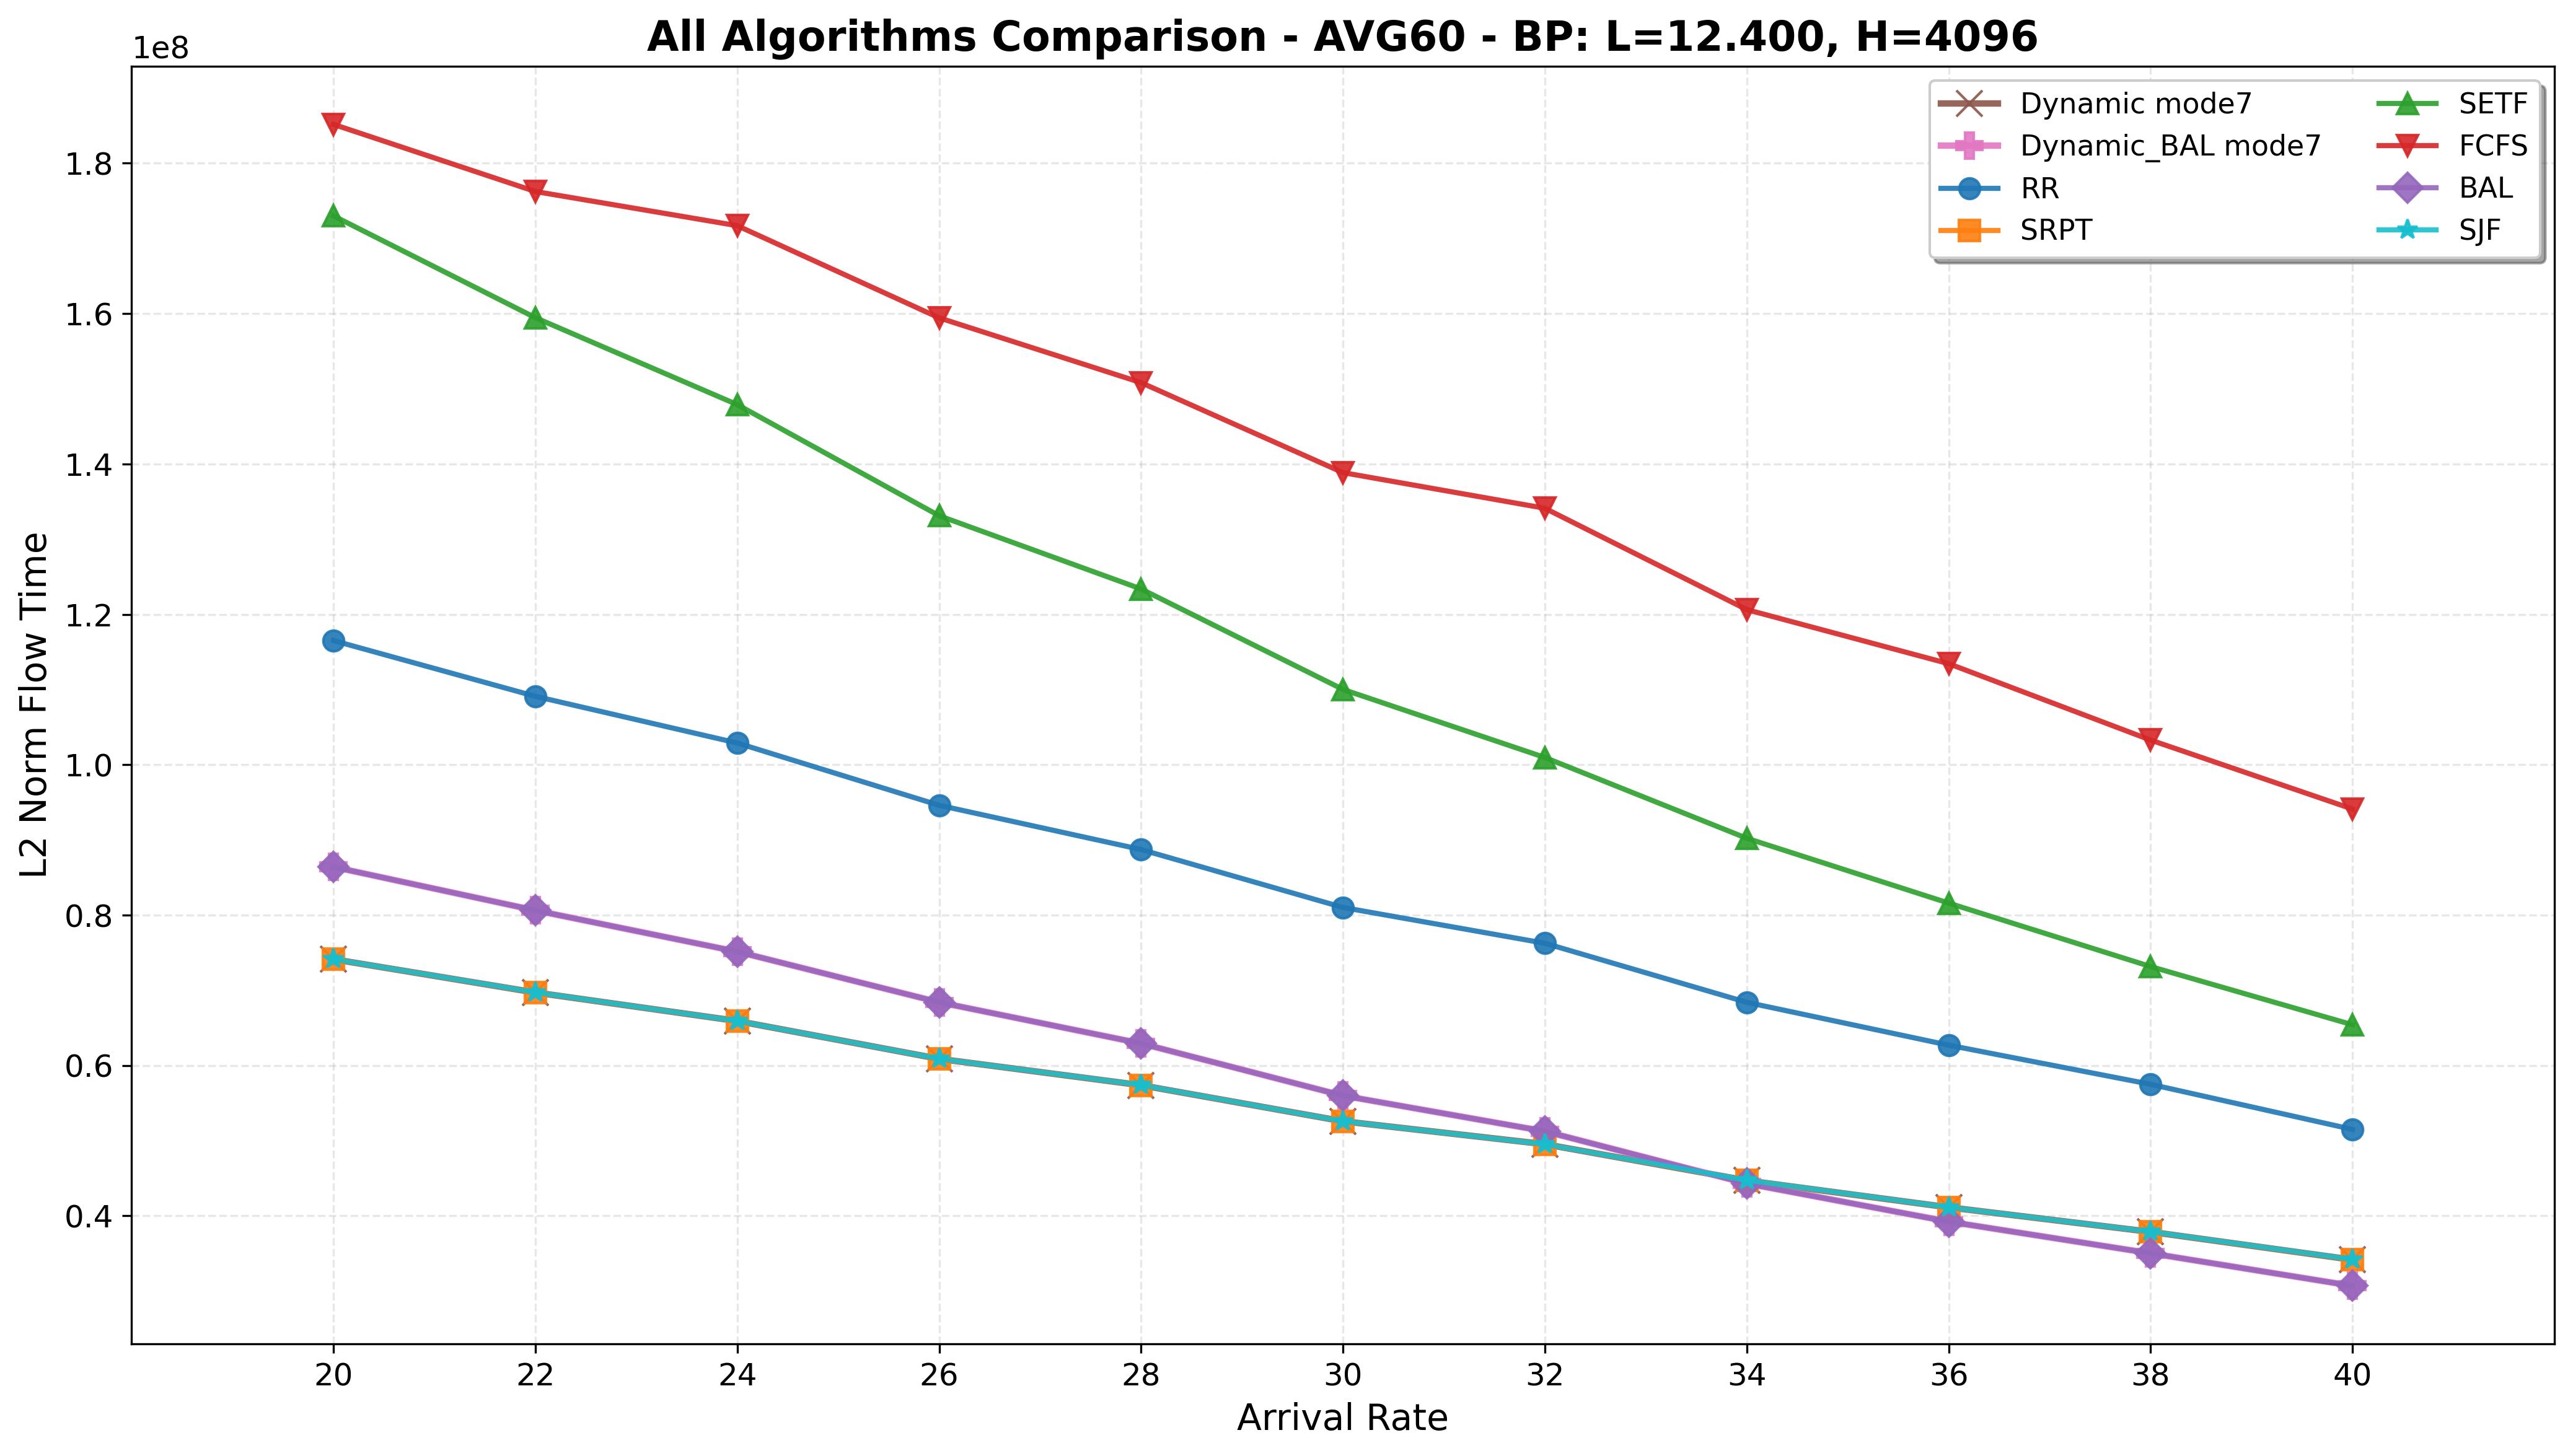 All Algorithms Comparison - AVG60 - BP: L=12.400, H=4096
1e8
Dynamic mode7
Dynamic_BAL mode7
RR
SRPT
SETF
FCFS
BAL
SJF
L2 Norm Flow Time
1.8
1.6
1.4
1.2
1.0
0.8
0.6
0.4
20 22 24 26 28 30 32 34 36 38 40
Arrival Rate